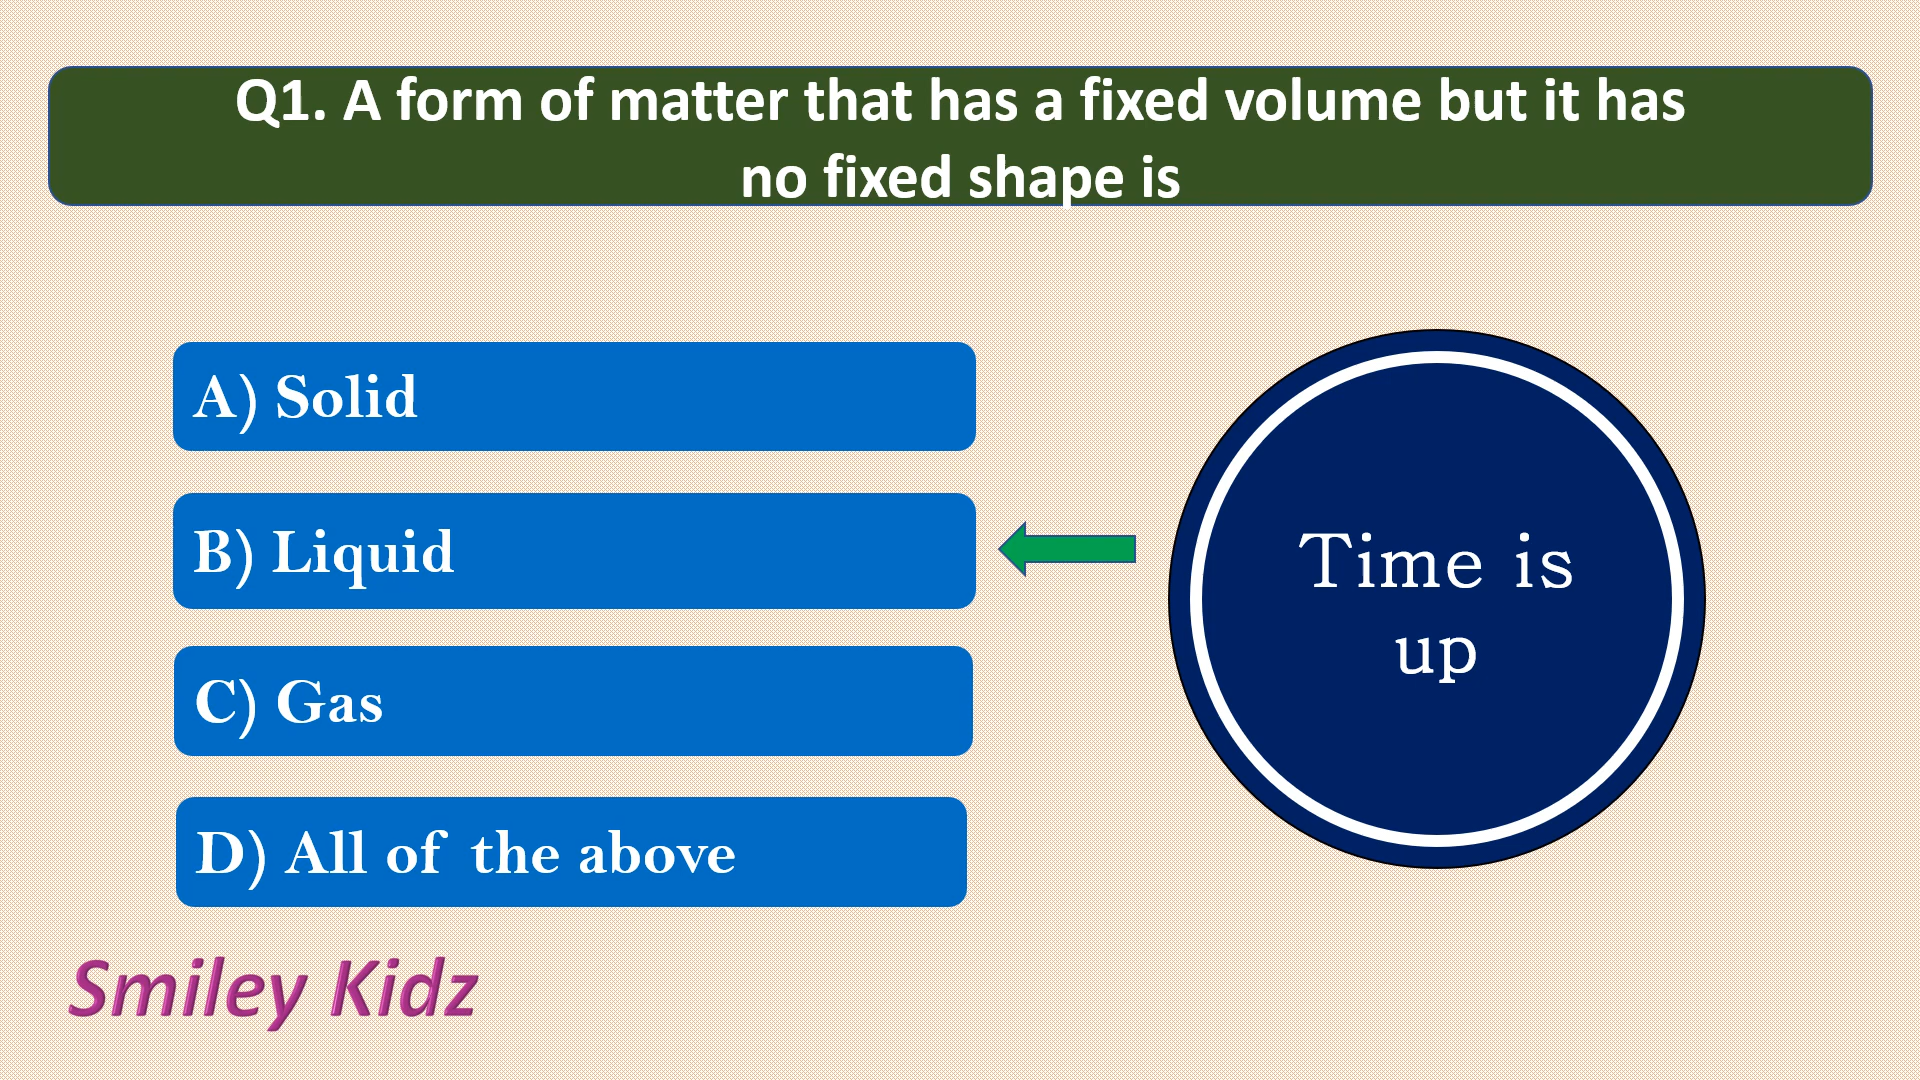 Q1. A form of matter that has a fixed volume but it has
no fixed shape is
A) Solid
B) Liquid
C) Gas
D) All of the above
Time is
up
Smiley Kidz